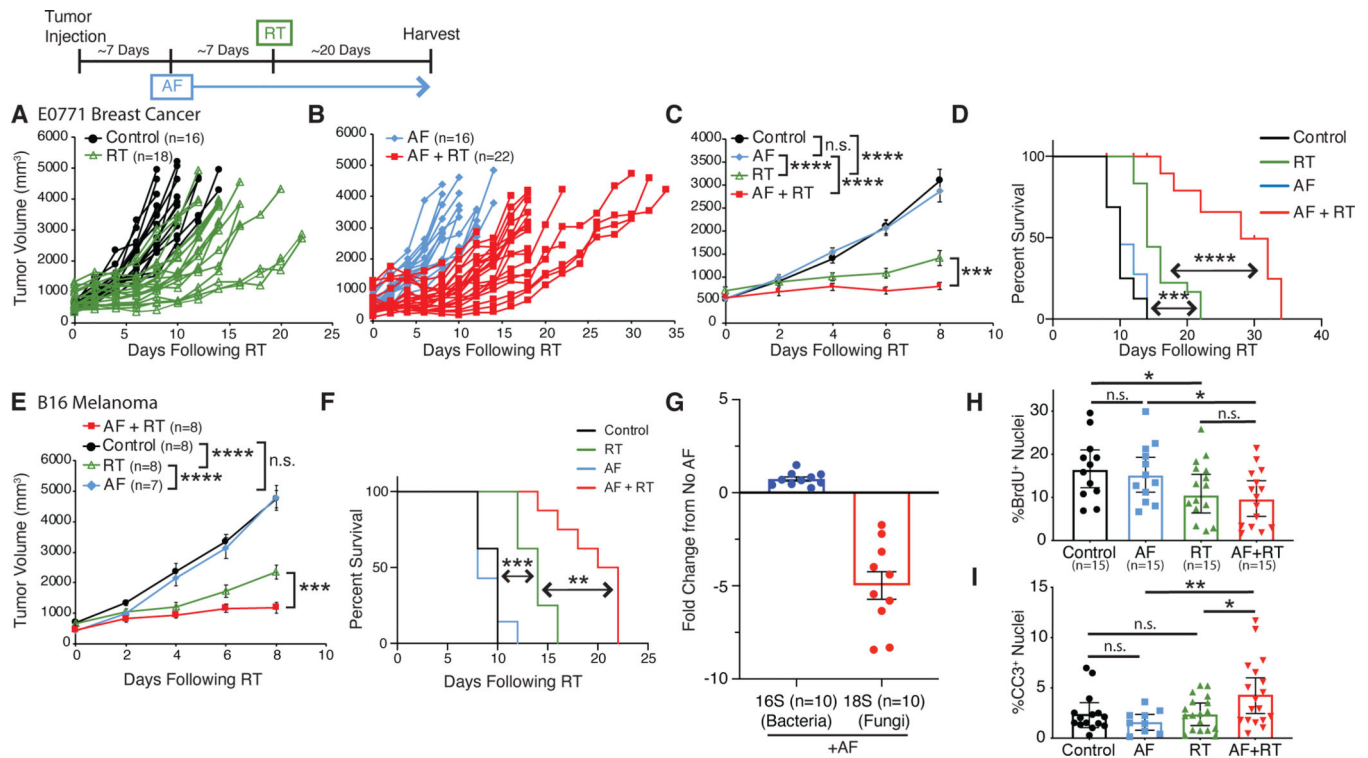 Tumor
Injection
RT
Harvest
~7 Days
~7 Days
~20 Days
AF
A E0771 Breast Cancer
Tumor Volume (mm3)
6000
5000
4000
3000
2000
1000
0
Control (n=16)
RT (n=18)
0 5 10 15 20 25
Days Following RT
B
6000
5000
4000
3000
2000
1000
0
AF (n=16)
AF + RT (n=22)
0 5 10 15 20 25 30 35
Days Following RT
C
4000
3500
3000
2500
2000
1500
1000
500
0
Control
AF
RT
AF + RT
n.s.
****
****
****
***
0 2 4 6 8 10
Days Following RT
D
Control
RT
AF
AF + RT
Percent Survival
100
50
0
****
***
0 10 20 30 40
Days Following RT
E B16 Melanoma
AF + RT (n=8)
Control (n=8)
RT (n=8)
AF (n=7)
****
****
n.s.
***
Tumor Volume (mm3)
6000
5000
4000
3000
2000
1000
0
0 2 4 6 8 10
Days Following RT
F
Control
RT
AF
AF + RT
Percent Survival
100
50
0
***
**
0 5 10 15 20 25
Days Following RT
G
Fold Change from No AF
5
0
-5
-10
16S (n=10) 18S (n=10)
(Bacteria) (Fungi)
+AF
H
%BrdU+ Nuclei
30
20
10
0
*
n.s.
*
n.s.
Control AF RT AF+RT
(n=15) (n=15) (n=15) (n=15)
I
%CC3+ Nuclei
15
10
5
0
**
*
n.s.
n.s.
Control AF RT AF+RT